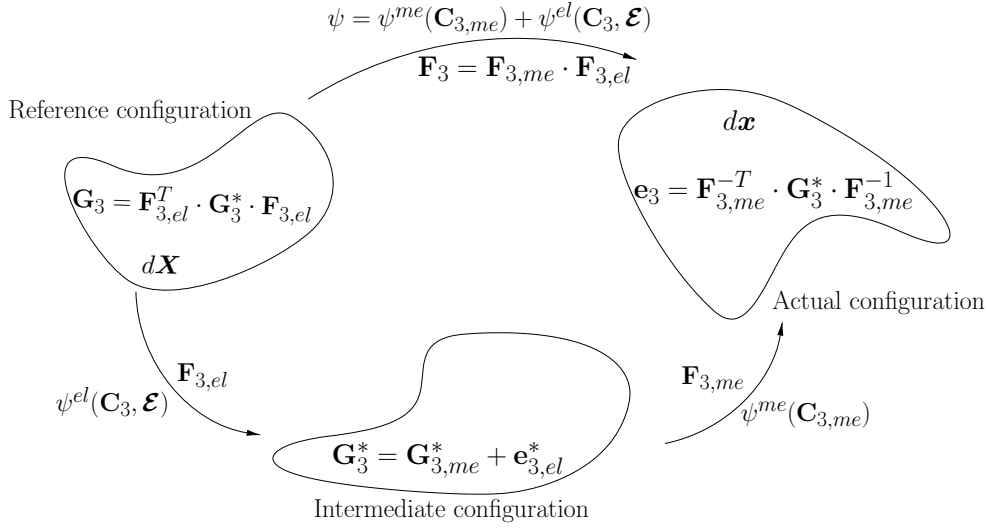 ψ = ψ^{me}(𝐂_{3,me}) + ψ^{el}(𝐂_3, 𝓔)
𝐅_3 = 𝐅_{3,me} · 𝐅_{3,el}
Reference configuration
d𝑿
𝐆_3 = 𝐅_{3,el}^T · 𝐆_3^* · 𝐅_{3,el}
d𝒙
𝐞_3 = 𝐅_{3,me}^{-T} · 𝐆_3^* · 𝐅_{3,me}^{-1}
Actual configuration
𝐅_{3,el}
ψ^{el}(𝐂_3, 𝓔)
𝐅_{3,me}
ψ^{me}(𝐂_{3,me})
𝐆_3^* = 𝐆_{3,me}^* + 𝐞_{3,el}^*
Intermediate configuration